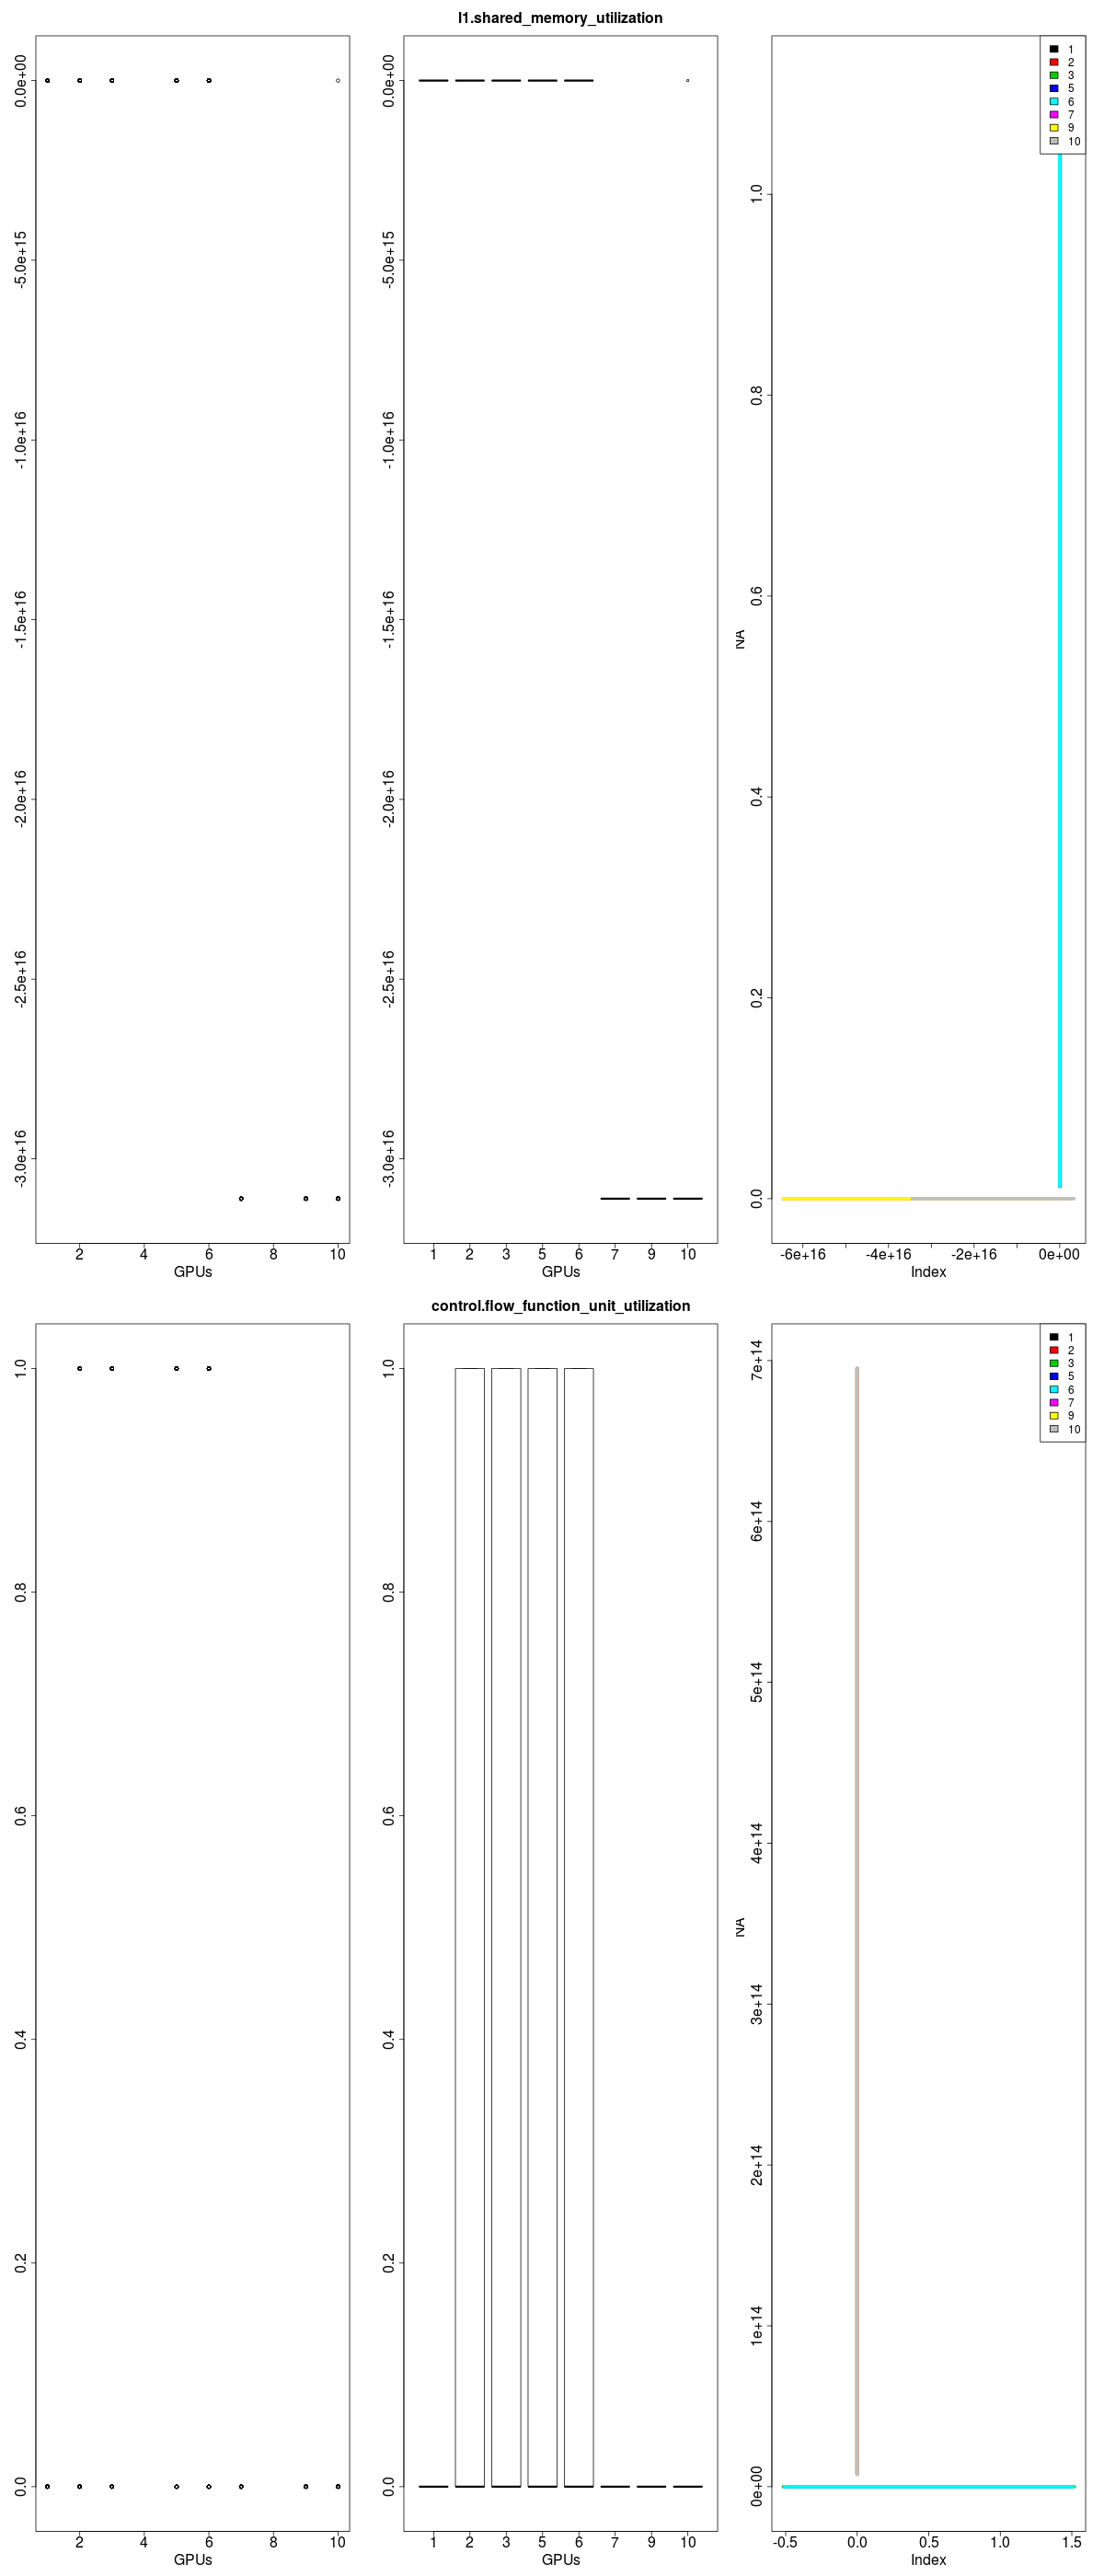 l1.shared_memory_utilization
0.0e+00
-5.0e+15
-1.0e+16
-1.5e+16
-2.0e+16
-2.5e+16
-3.0e+16
2 4 6 8 10
GPUs
0.0e+00
-5.0e+15
-1.0e+16
-1.5e+16
-2.0e+16
-2.5e+16
-3.0e+16
1 2 3 5 6 7 9 10
GPUs
1
2
3
5
6
7
9
10
1.0
0.8
0.6
0.4
0.2
0.0
NA
-6e+16 -4e+16 -2e+16 0e+00
Index
control.flow_function_unit_utilization
1.0
0.8
0.6
0.4
0.2
0.0
2 4 6 8 10
GPUs
1.0
0.8
0.6
0.4
0.2
0.0
1 2 3 5 6 7 9 10
GPUs
1
2
3
5
6
7
9
10
7e+14
6e+14
5e+14
4e+14
3e+14
2e+14
1e+14
0e+00
NA
-0.5 0.0 0.5 1.0 1.5
Index